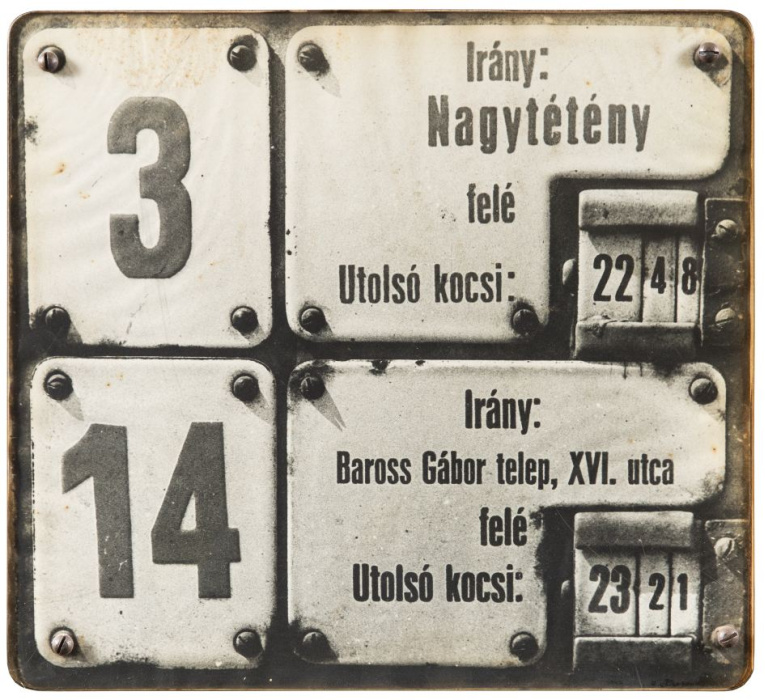 3
Irány:
Nagytétény
felé
Utolsó kocsi: 22 4 8
14
Irány:
Baross Gábor telep, XVI. utca
felé
Utolsó kocsi: 23 2 1